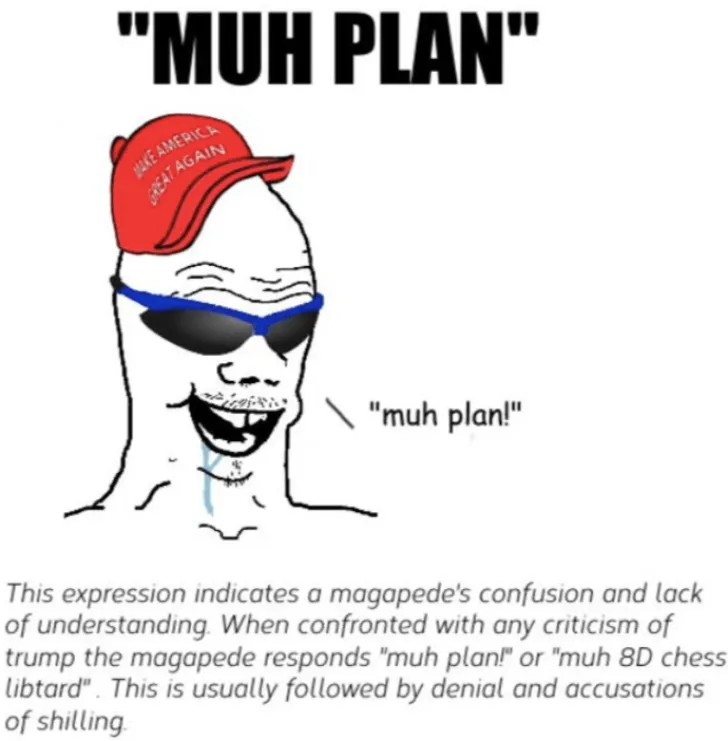 "MUH PLAN"
MAKE AMERICA
GREAT AGAIN
"muh plan!"
This expression indicates a magapede's confusion and lack
of understanding. When confronted with any criticism of
trump the magapede responds "muh plan!" or "muh 8D chess
libtard". This is usually followed by denial and accusations
of shilling.